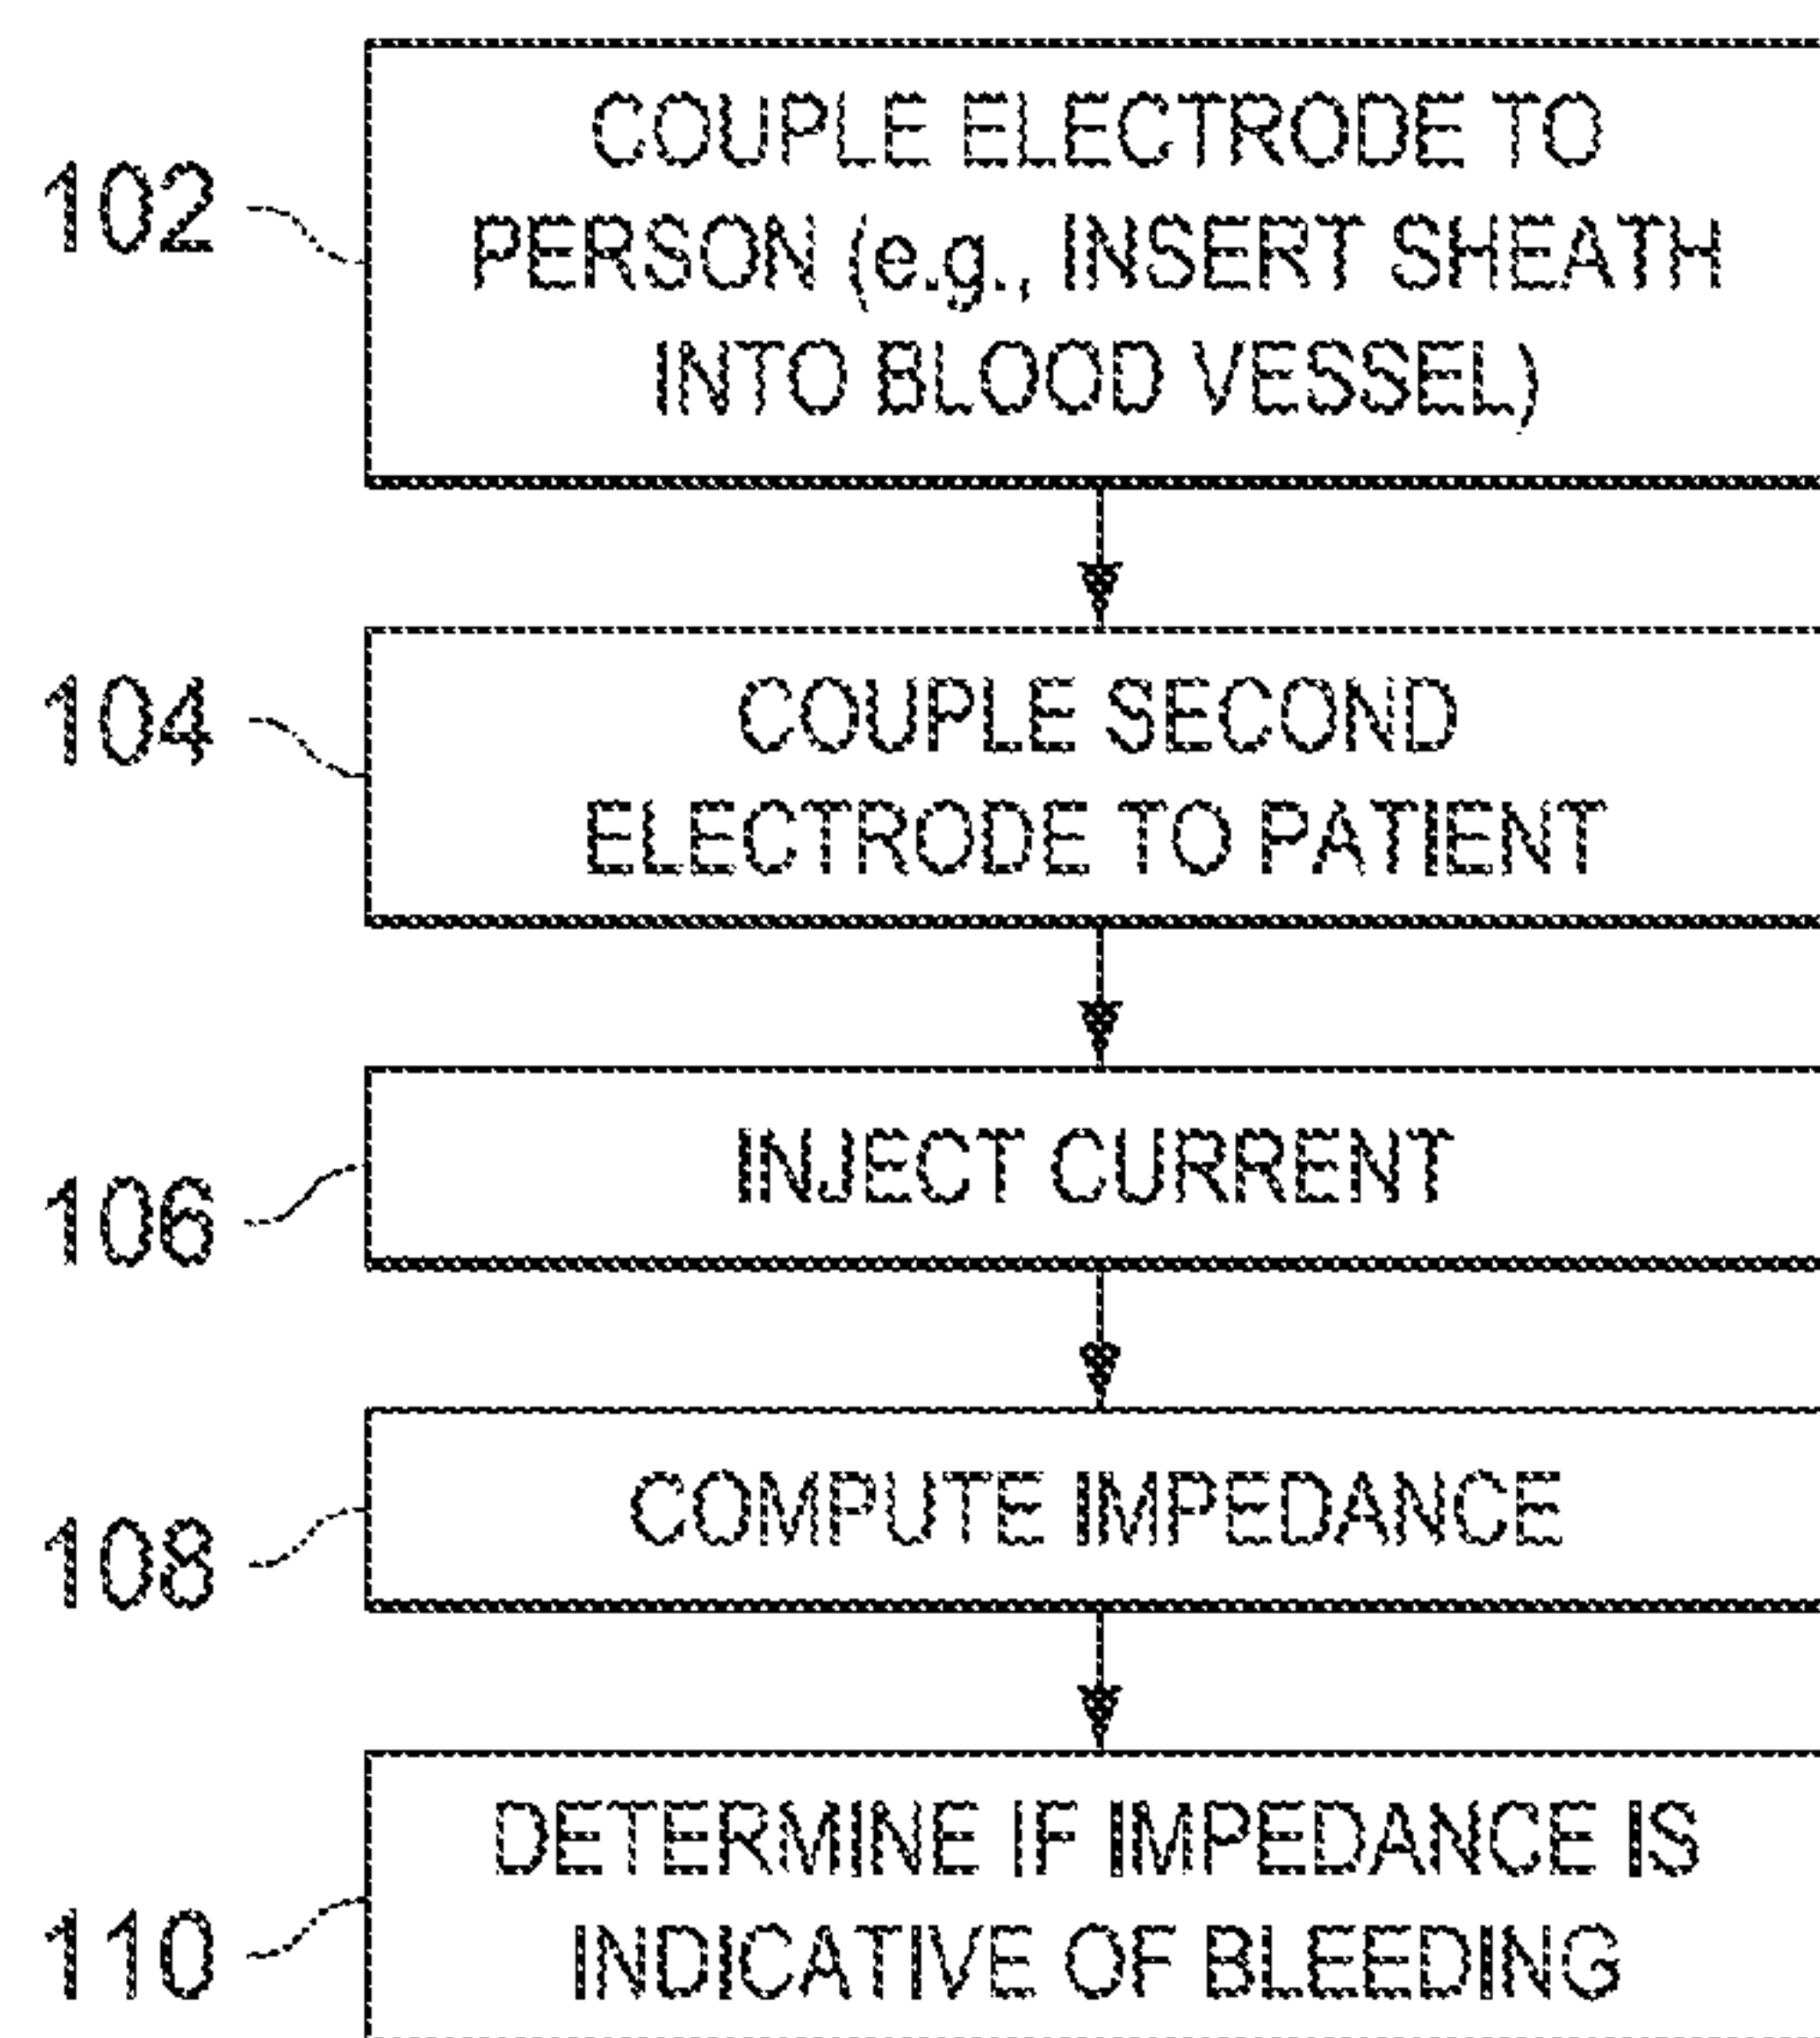 102
COUPLE ELECTRODE TO
PERSON (e.g., INSERT SHEATH
INTO BLOOD VESSEL)
104
COUPLE SECOND
ELECTRODE TO PATIENT
106
INJECT CURRENT
108
COMPUTE IMPEDANCE
110
DETERMINE IF IMPEDANCE IS
INDICATIVE OF BLEEDING